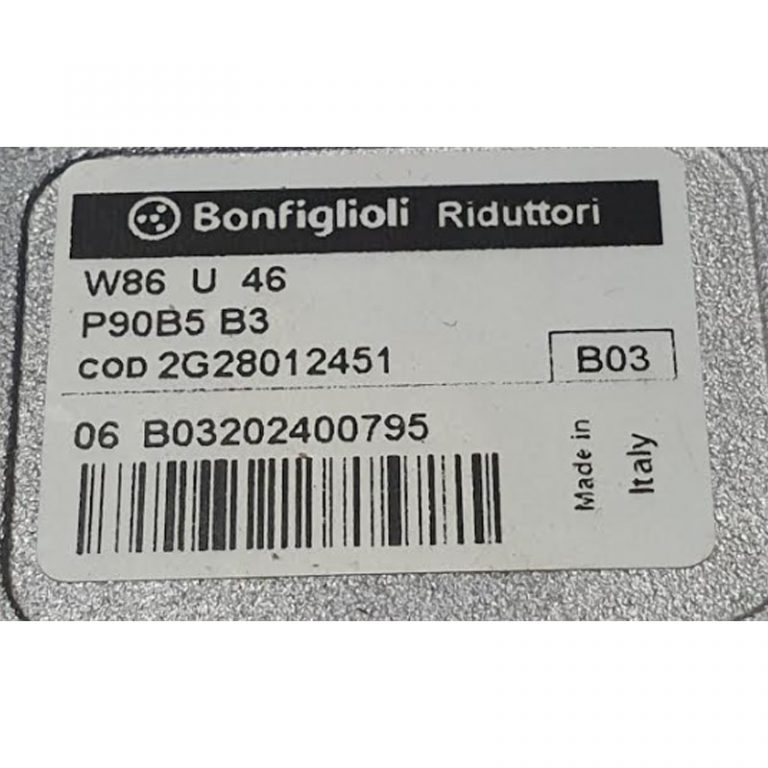 Bonfiglioli Riduttori
W86 U 46
P90B5 B3
COD 2G28012451
B03
06 B03202400795
Made in
Italy